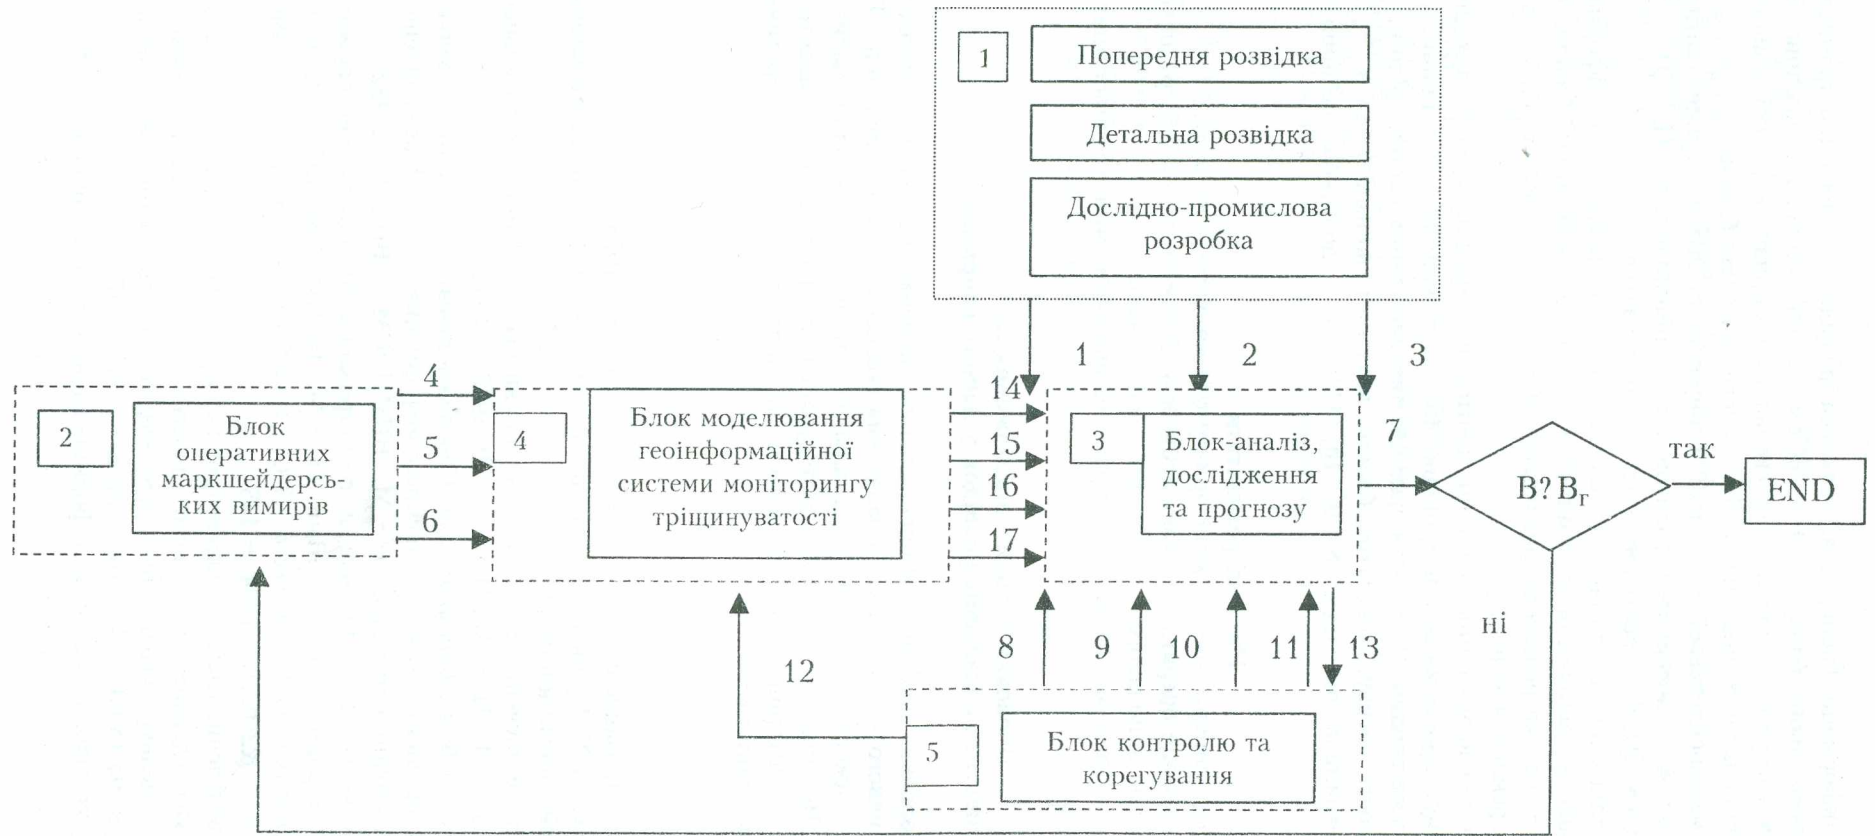 1
Попередня розвідка
Детальна розвідка
Дослідно-промислова
розробка
1
2
3
4
5
6
2
Блок
оперативних
маркшейдерсь-
ких вимирів
4
Блок моделювання
геоінформаційної
системи моніторингу
тріщинуватості
14
15
16
17
3
Блок-аналіз,
дослідження
та прогнозу
7
В?Вг
так
END
ні
8
9
10
11
13
12
5
Блок контролю та
корегування